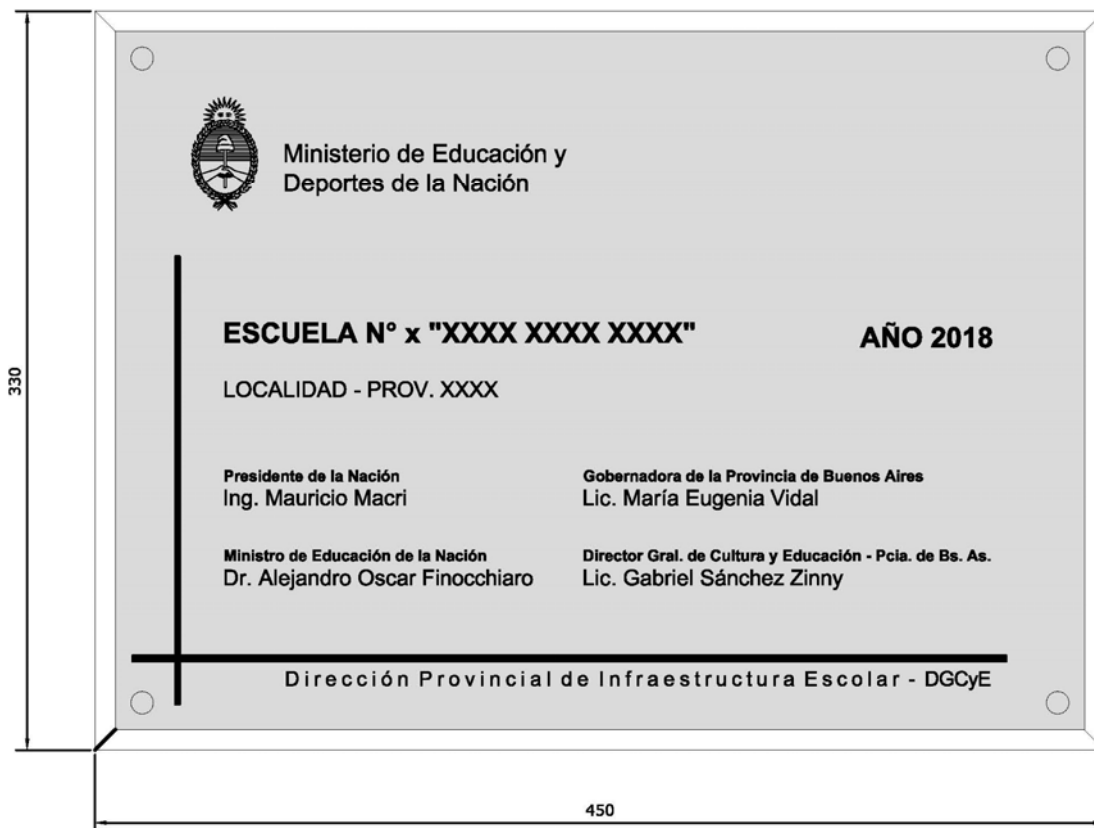 Ministerio de Educación y
Deportes de la Nación
ESCUELA N° x "XXXX XXXX XXXX"
AÑO 2018
LOCALIDAD - PROV. XXXX
Presidente de la Nación
Ing. Mauricio Macri
Gobernadora de la Provincia de Buenos Aires
Lic. María Eugenia Vidal
Ministro de Educación de la Nación
Dr. Alejandro Oscar Finocchiaro
Director Gral. de Cultura y Educación - Pcia. de Bs. As.
Lic. Gabriel Sánchez Zinny
Dirección Provincial de Infraestructura Escolar - DGCyE
330
450